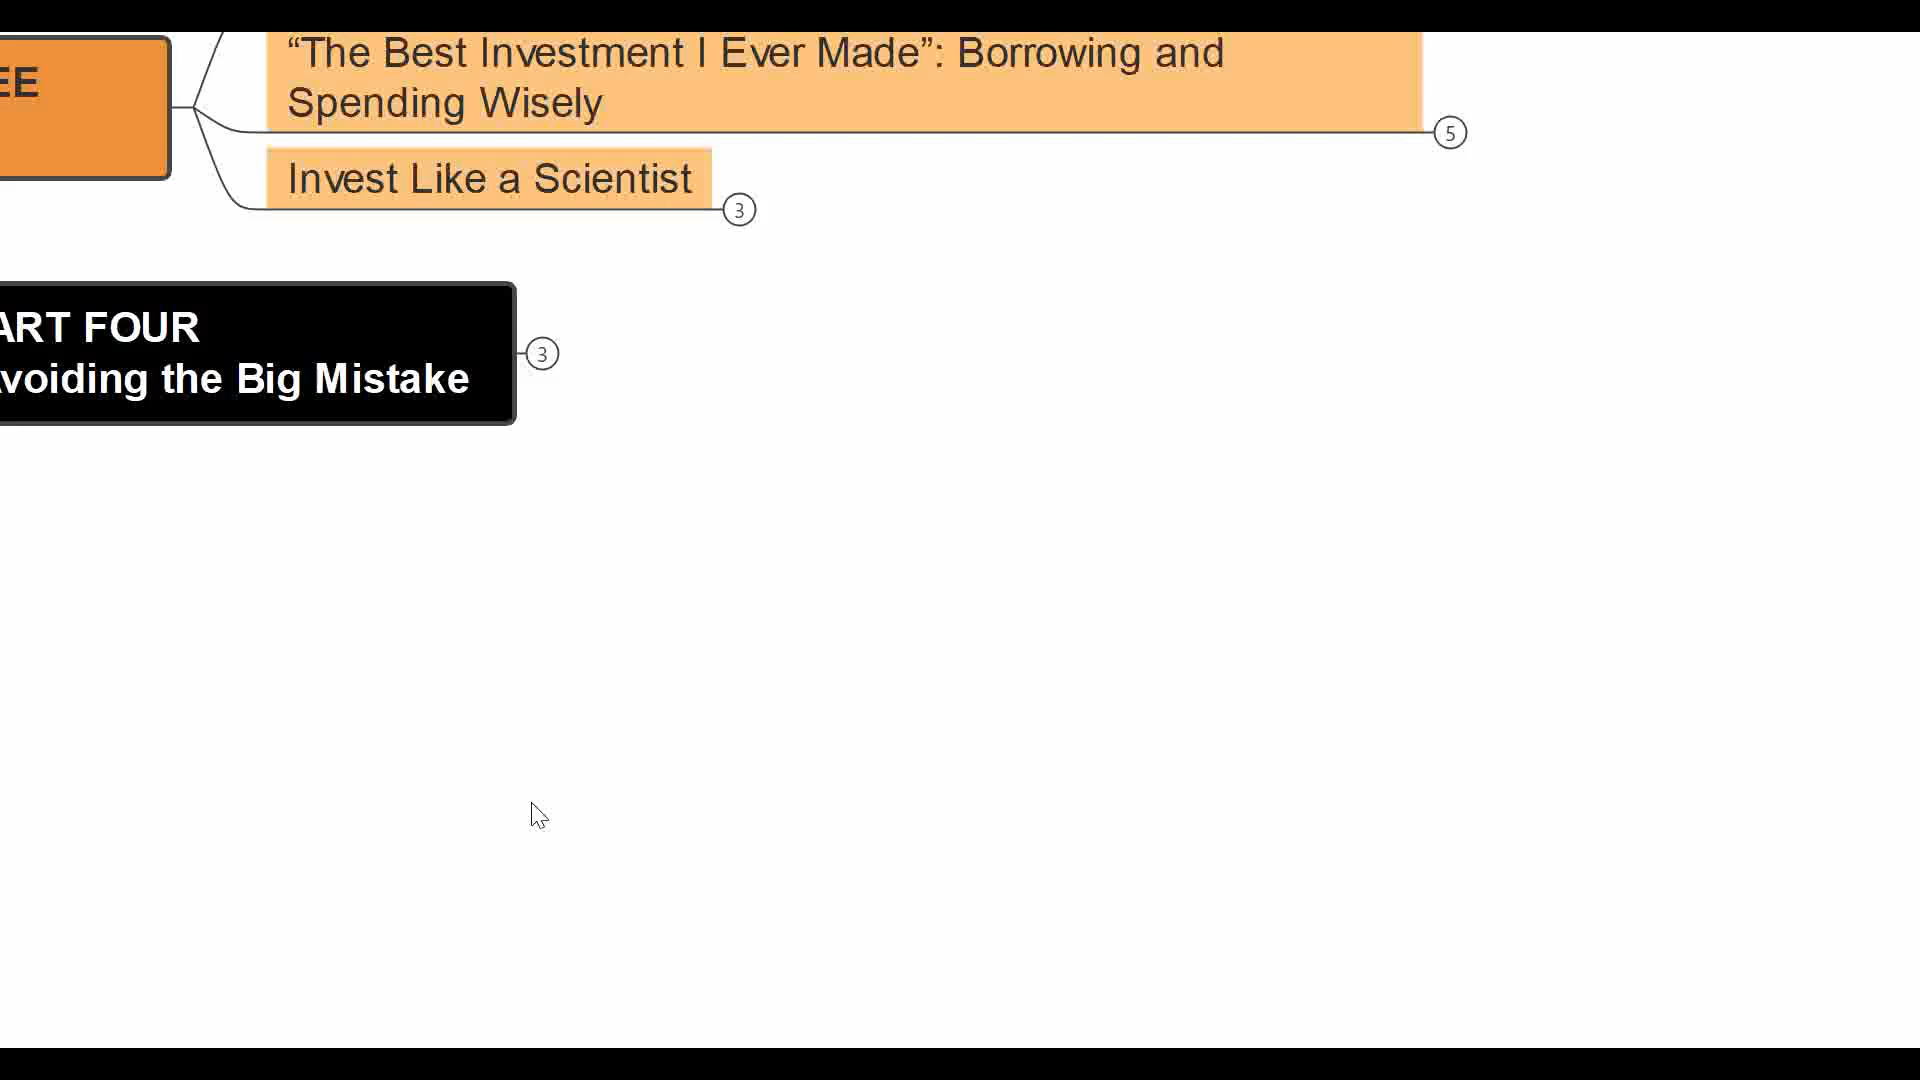 EE
“The Best Investment I Ever Made”: Borrowing and
Spending Wisely
5
Invest Like a Scientist
3
ART FOUR
voiding the Big Mistake
3